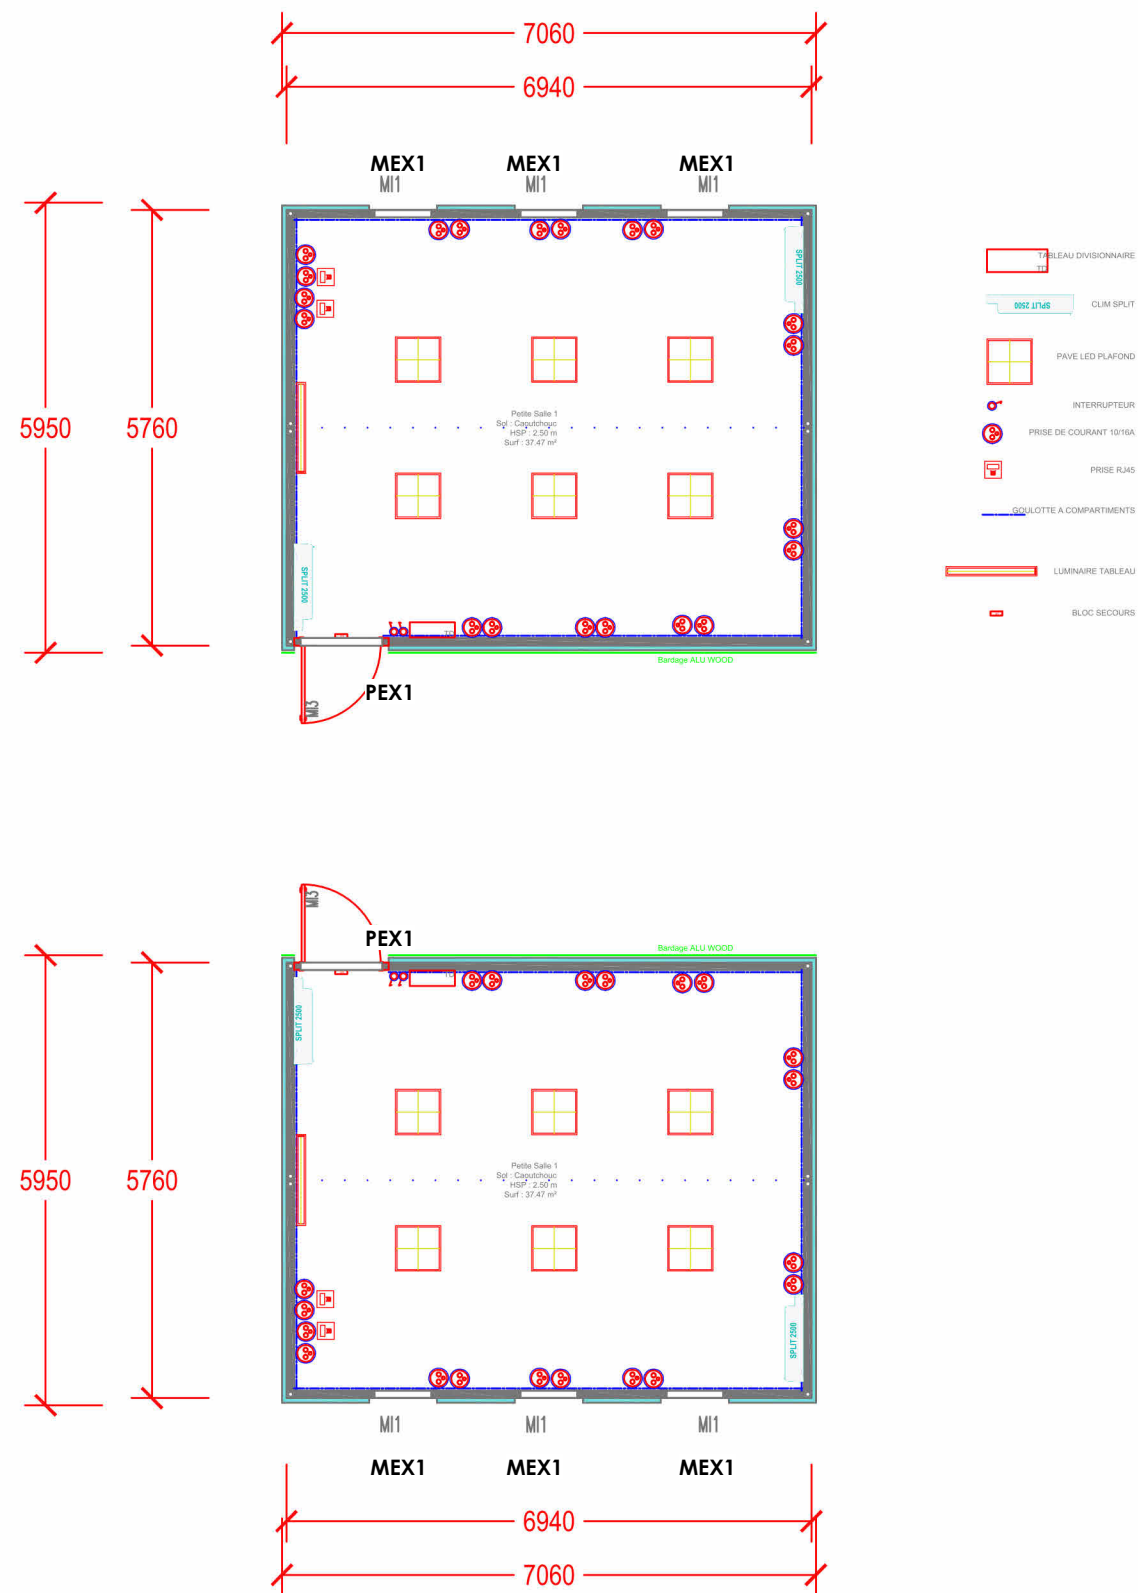 7060
6940
MEX1 MEX1 MEX1
MI1 MI1 MI1
5950
5760
SPLIT 2500
Petite Salle 1
Sol : Caoutchouc
HSP : 2.50 m
Surf : 37.47 m²
SPLIT 2500
TD
Bardage ALU WOOD
PEX1
MI3
TABLEAU DIVISIONNAIRE
TD
SPLIT 2500
CLIM SPLIT
PAVE LED PLAFOND
INTERRUPTEUR
PRISE DE COURANT 10/16A
PRISE RJ45
GOULOTTE A COMPARTIMENTS
LUMINAIRE TABLEAU
BLOC SECOURS
MI3
PEX1
Bardage ALU WOOD
TD
SPLIT 2500
5950
5760
Petite Salle 1
Sol : Caoutchouc
HSP : 2.50 m
Surf : 37.47 m²
SPLIT 2500
MI1 MI1 MI1
MEX1 MEX1 MEX1
6940
7060